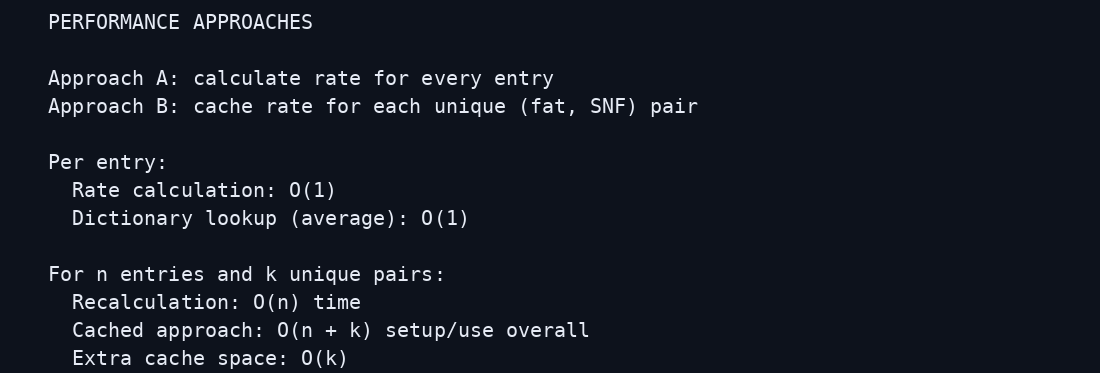 PERFORMANCE APPROACHES
Approach A: calculate rate for every entry
Approach B: cache rate for each unique (fat, SNF) pair
Per entry:
Rate calculation: O(1)
Dictionary lookup (average): O(1)
For n entries and k unique pairs:
Recalculation: O(n) time
Cached approach: O(n + k) setup/use overall
Extra cache space: O(k)